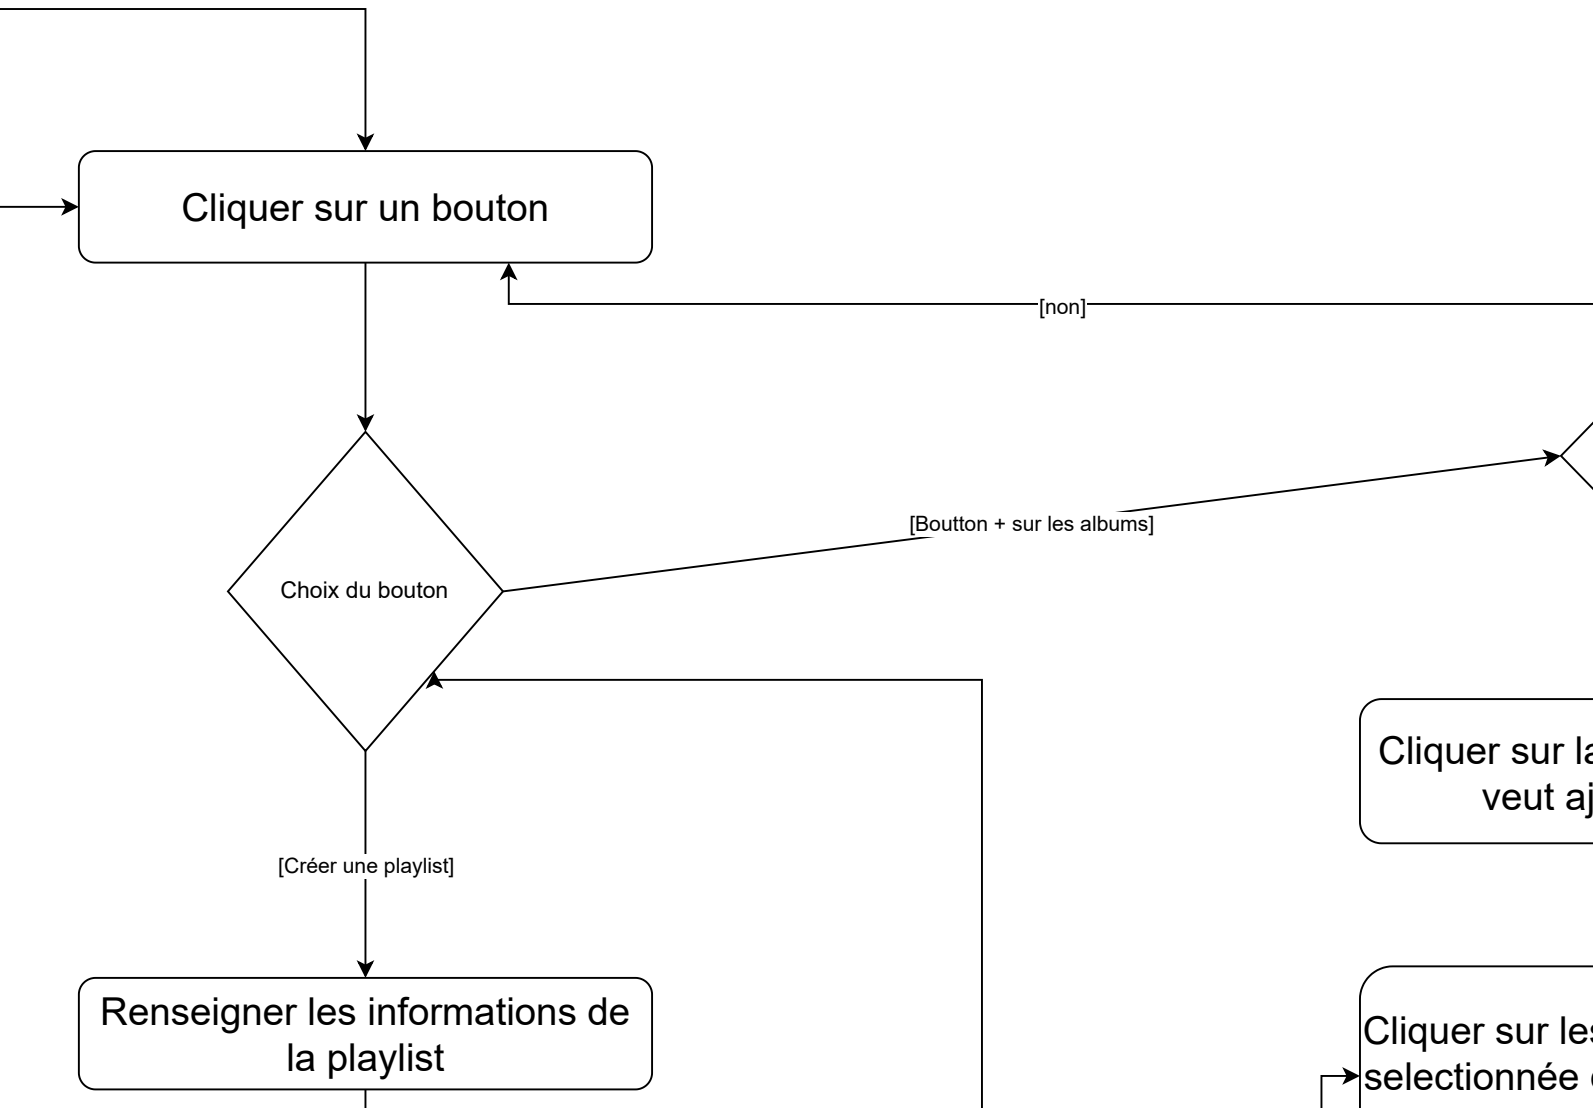 Cliquer sur un bouton
[non]
[Boutton + sur les albums]
Choix du bouton
Cliquer sur la
veut aj
[Créer une playlist]
Renseigner les informations de
la playlist
Cliquer sur les
selectionnée